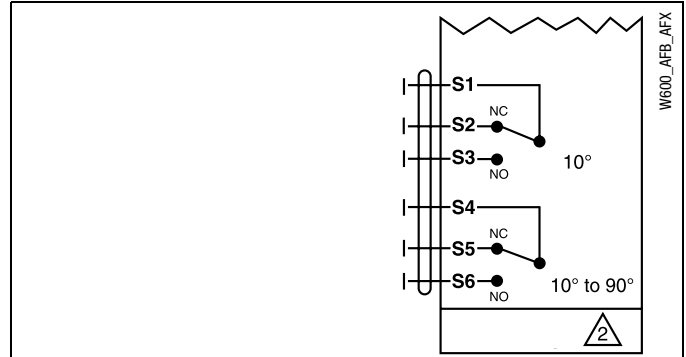 W600_AFB_AFX
S1
NC
S2
S3
10°
NO
S4
NC
S5
S6
10° to 90°
NO
2